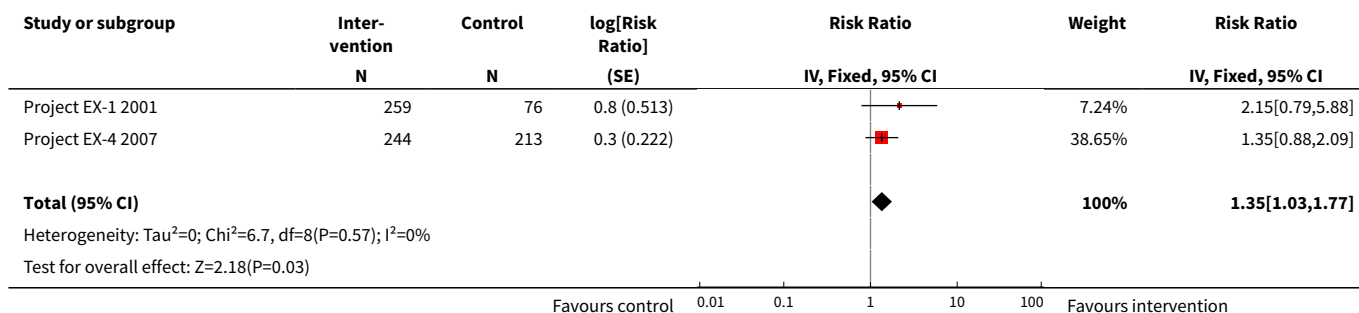 Study or subgroup Inter- Control log[Risk Risk Ratio Weight Risk Ratio
vention Ratio]
N N (SE) IV, Fixed, 95% CI IV, Fixed, 95% CI
Project EX-1 2001 259 76 0.8 (0.513) 7.24% 2.15[0.79,5.88]
Project EX-4 2007 244 213 0.3 (0.222) 38.65% 1.35[0.88,2.09]
Total (95% CI) 100% 1.35[1.03,1.77]
Heterogeneity: Tau²=0; Chi²=6.7, df=8(P=0.57); I²=0%
Test for overall effect: Z=2.18(P=0.03)
Favours control 0.01 0.1 1 10 100 Favours intervention